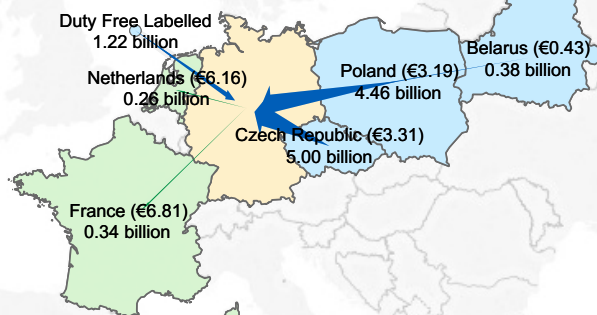 Duty Free Labelled
1.22 billion
Netherlands (€6.16)
0.26 billion
Belarus (€0.43)
0.38 billion
Poland (€3.19)
4.46 billion
Czech Republic (€3.31)
5.00 billion
France (€6.81)
0.34 billion